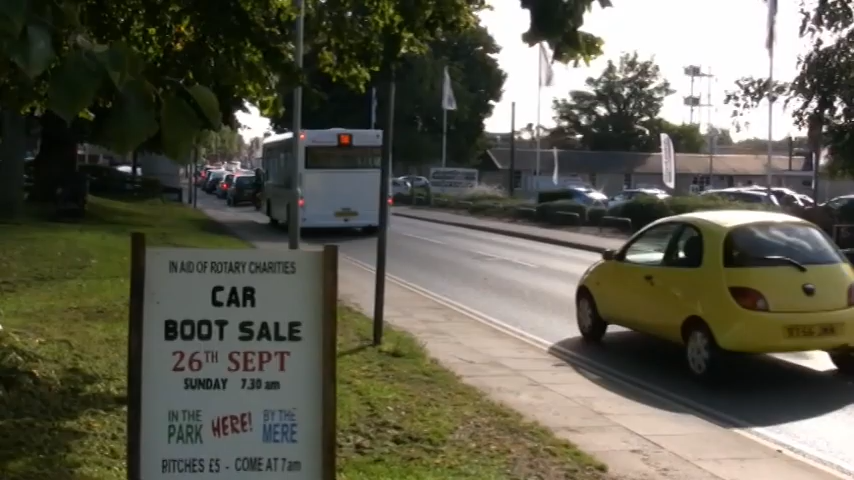 IN AID OF ROTARY CHARITIES
CAR
BOOT SALE
26TH SEPT
SUNDAY 7.30 am
IN THE PARK
HERE!
BY THE MERE
PITCHES £5 - COME AT 7am